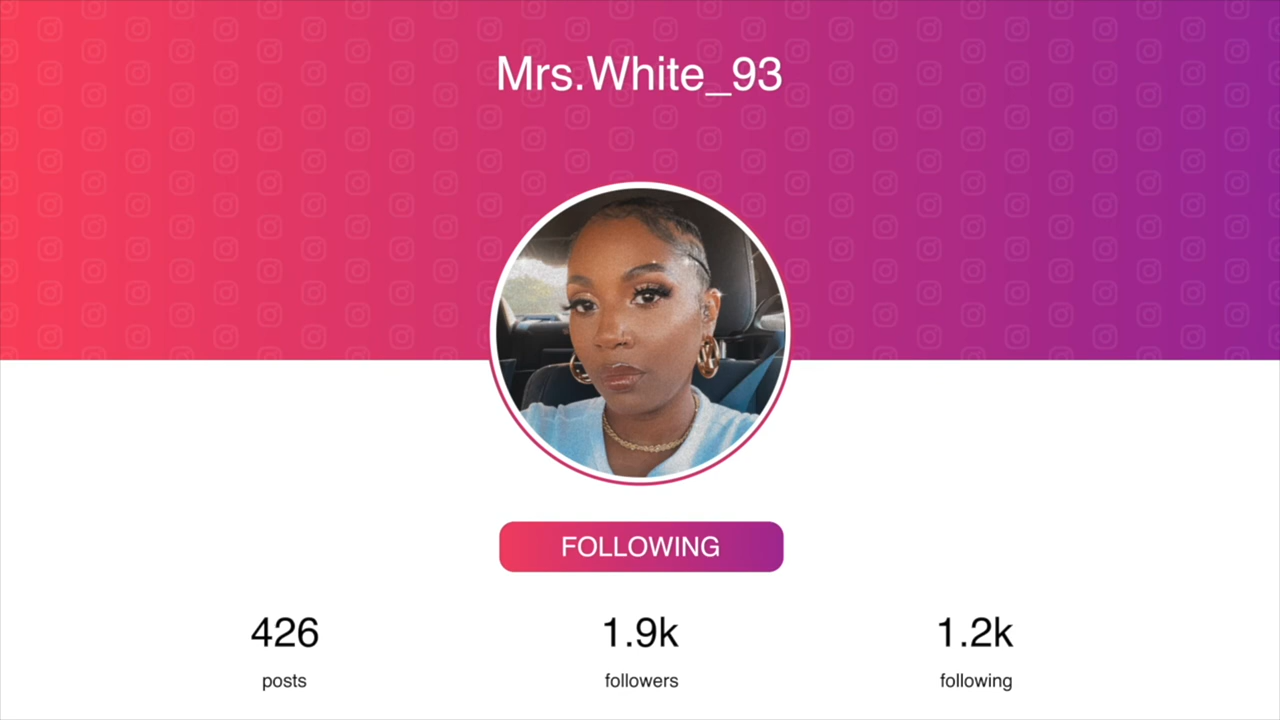 Mrs.White_93
FOLLOWING
426
1.9k
1.2k
posts
followers
following